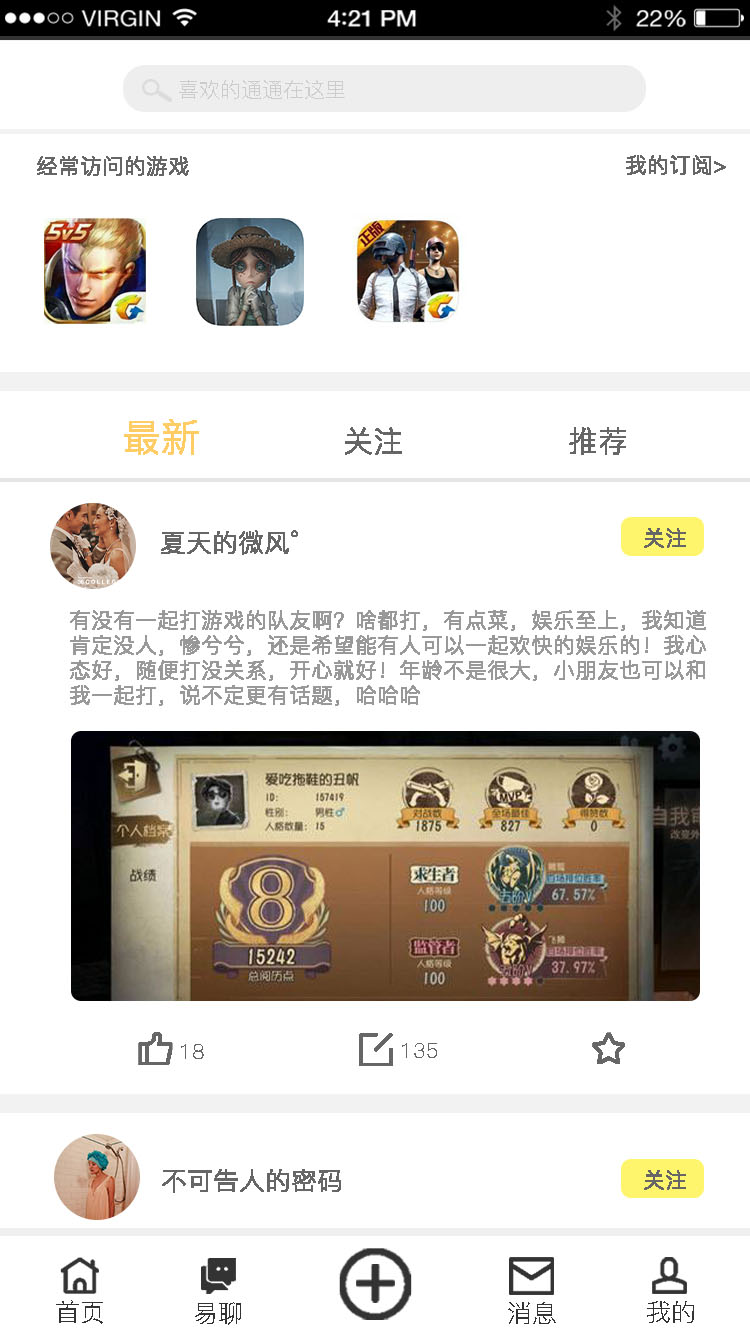 VIRGIN 4:21 PM 22%
喜欢的通通在这里
经常访问的游戏 我的订阅>
5v5 正版
最新 关注 推荐
夏天的微风° 关注
有没有一起打游戏的队友啊？啥都打，有点菜，娱乐至上，我知道
肯定没人，惨兮兮，还是希望能有人可以一起欢快的娱乐的！我心
态好，随便打没关系，开心就好！年龄不是很大，小朋友也可以和
我一起打，说不定更有话题，哈哈哈
爱吃拖鞋的丑帆
ID: 157419
性别: 男性♂
人格数量: 15
对战数 全场最佳 得赞数
1875 827 0
MVP
个人档案
战绩
自我
改变外
8
15242
总阅历点
求生者
人格等级
100
67.57%
监管者
人格等级
100
37.97%
18 135
不可告人的密码 关注
首页 易聊 消息 我的